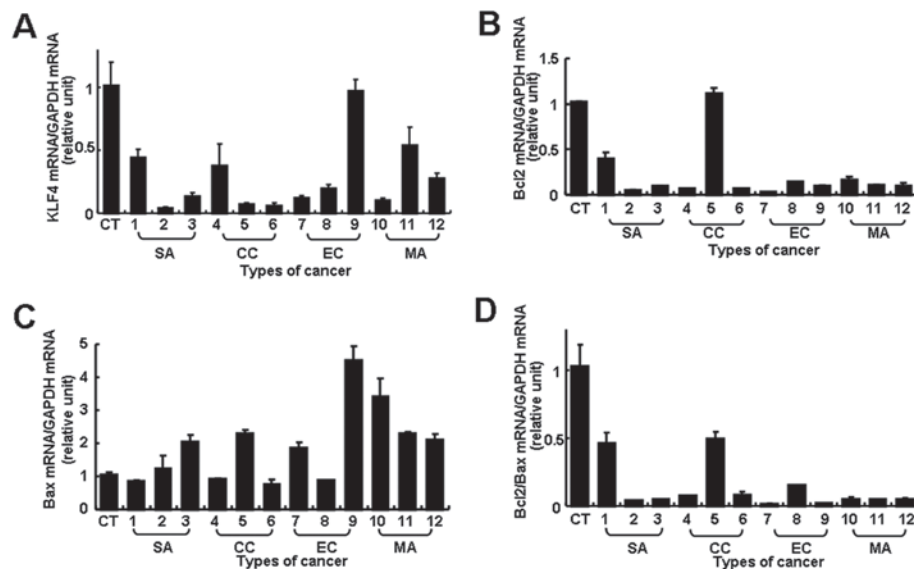 A
KLF4 mRNA/GAPDH mRNA
(relative unit)
1
0.5
0
CT 1 2 3 4 5 6 7 8 9 10 11 12
SA CC EC MA
Types of cancer
B
Bcl2 mRNA/GAPDH mRNA
(relative unit)
1.5
1
0.5
0
CT 1 2 3 4 5 6 7 8 9 10 11 12
SA CC EC MA
Types of cancer
C
Bax mRNA/GAPDH mRNA
(relative unit)
5
4
2
1
0
CT 1 2 3 4 5 6 7 8 9 10 11 12
SA CC EC MA
Types of cancer
D
Bcl2/Bax mRNA/GAPDH mRNA
(relative unit)
1
0.5
0
CT 1 2 3 4 5 6 7 8 9 10 11 12
SA CC EC MA
Types of cancer